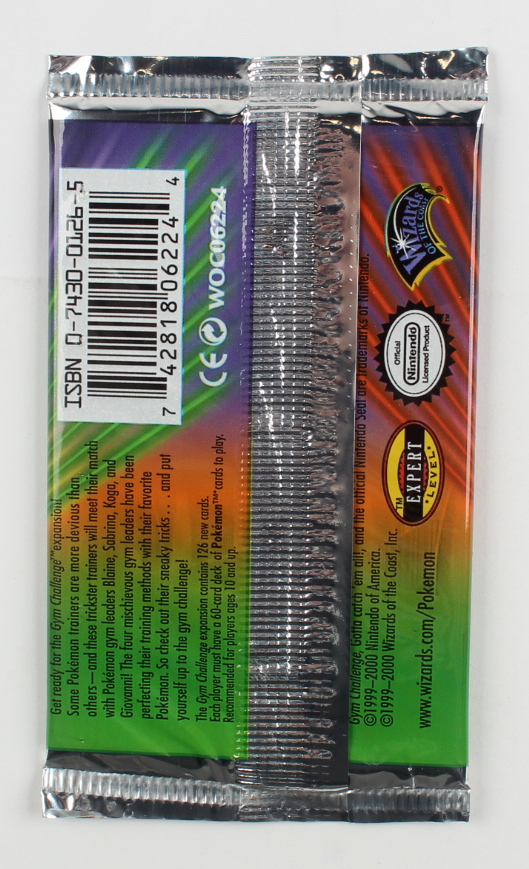 ISBN 0-7430-0126-5
7 42818 06224 4
CE WOC06224
Get ready for the Gym Challenge™ expansion!
Some Pokémon trainers are more devious than
others—and these trickster trainers will meet their match
with Pokémon gym leaders Blaine, Sabrina, Koga, and
Giovanni! The four mischievous gym leaders have been
perfecting their training methods with their favorite
Pokémon. So check out their sneaky tricks . . . and put
yourself up to the gym challenge!
The Gym Challenge expansion contains 126 new cards.
Each player must have a 60-card deck of Pokémon™ cards to play.
Recommended for players ages 10 and up.
Gym Challenge, Gotta catch 'em all!, and the official Nintendo Seal are trademarks of Nintendo.
©1999–2000 Nintendo of America.
©1999–2000 Wizards of the Coast, Inc.
www.wizards.com/Pokemon
TM
EXPERT
LEVEL
Official
Nintendo
Licensed Product
TM
Wizards
OF THE COAST
®